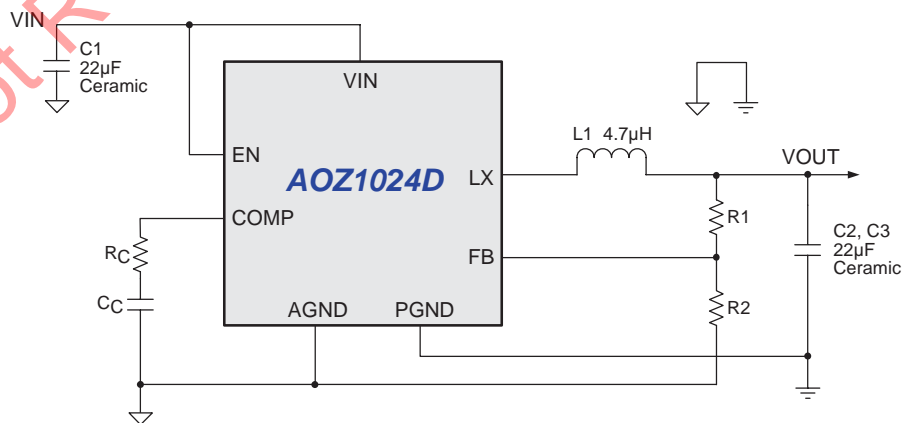 VIN
C1
22µF
Ceramic
VIN
EN
AOZ1024D
LX
COMP
FB
AGND
PGND
L1 4.7µH
VOUT
R1
R2
C2, C3
22µF
Ceramic
RC
CC